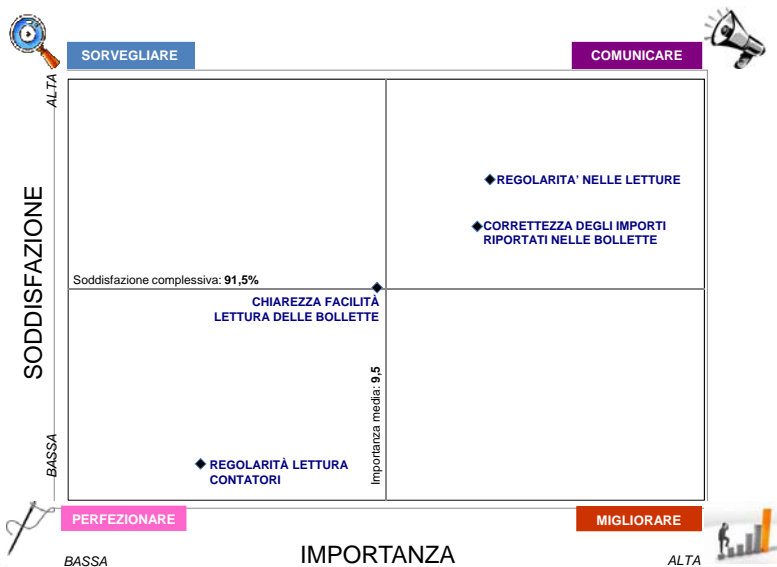 SORVEGLIARE
COMUNICARE
ALTA
SODDISFAZIONE
BASSA
REGOLARITA' NELLE LETTURE
CORRETTEZZA DEGLI IMPORTI
RIPORTATI NELLE BOLLETTE
Soddisfazione complessiva: 91,5%
CHIAREZZA FACILITÀ
LETTURA DELLE BOLLETTE
Importanza media: 9,5
REGOLARITÀ LETTURA
CONTATORI
PERFEZIONARE
MIGLIORARE
BASSA
IMPORTANZA
ALTA